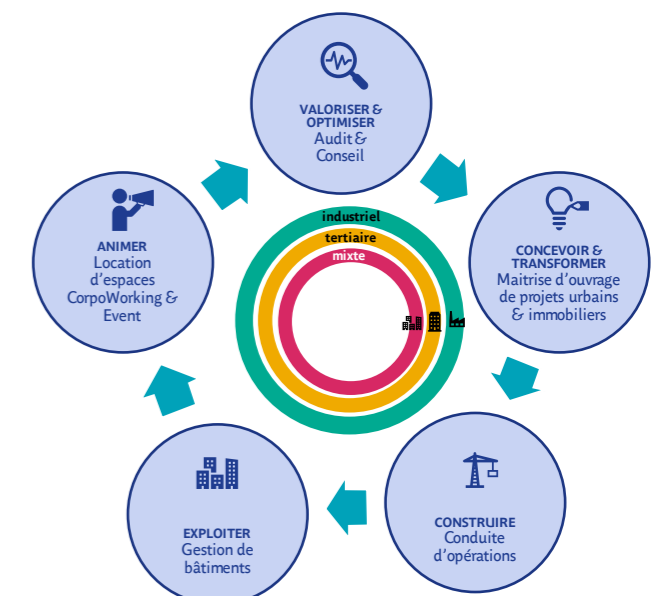 VALORISER &
OPTIMISER
Audit &
Conseil
CONCEVOIR &
TRANSFORMER
Maitrise d'ouvrage
de projets urbains
& immobiliers
CONSTRUIRE
Conduite
d'opérations
EXPLOITER
Gestion de
bâtiments
ANIMER
Location
d'espaces
CorpoWorking &
Event
industriel
tertiaire
mixte